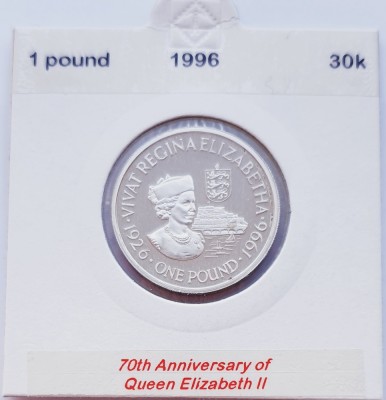 1 pound 1996 30k
· VIVAT REGINA ELIZABETHA ·
1926 · ONE POUND · 1996
70th Anniversary of
Queen Elizabeth II